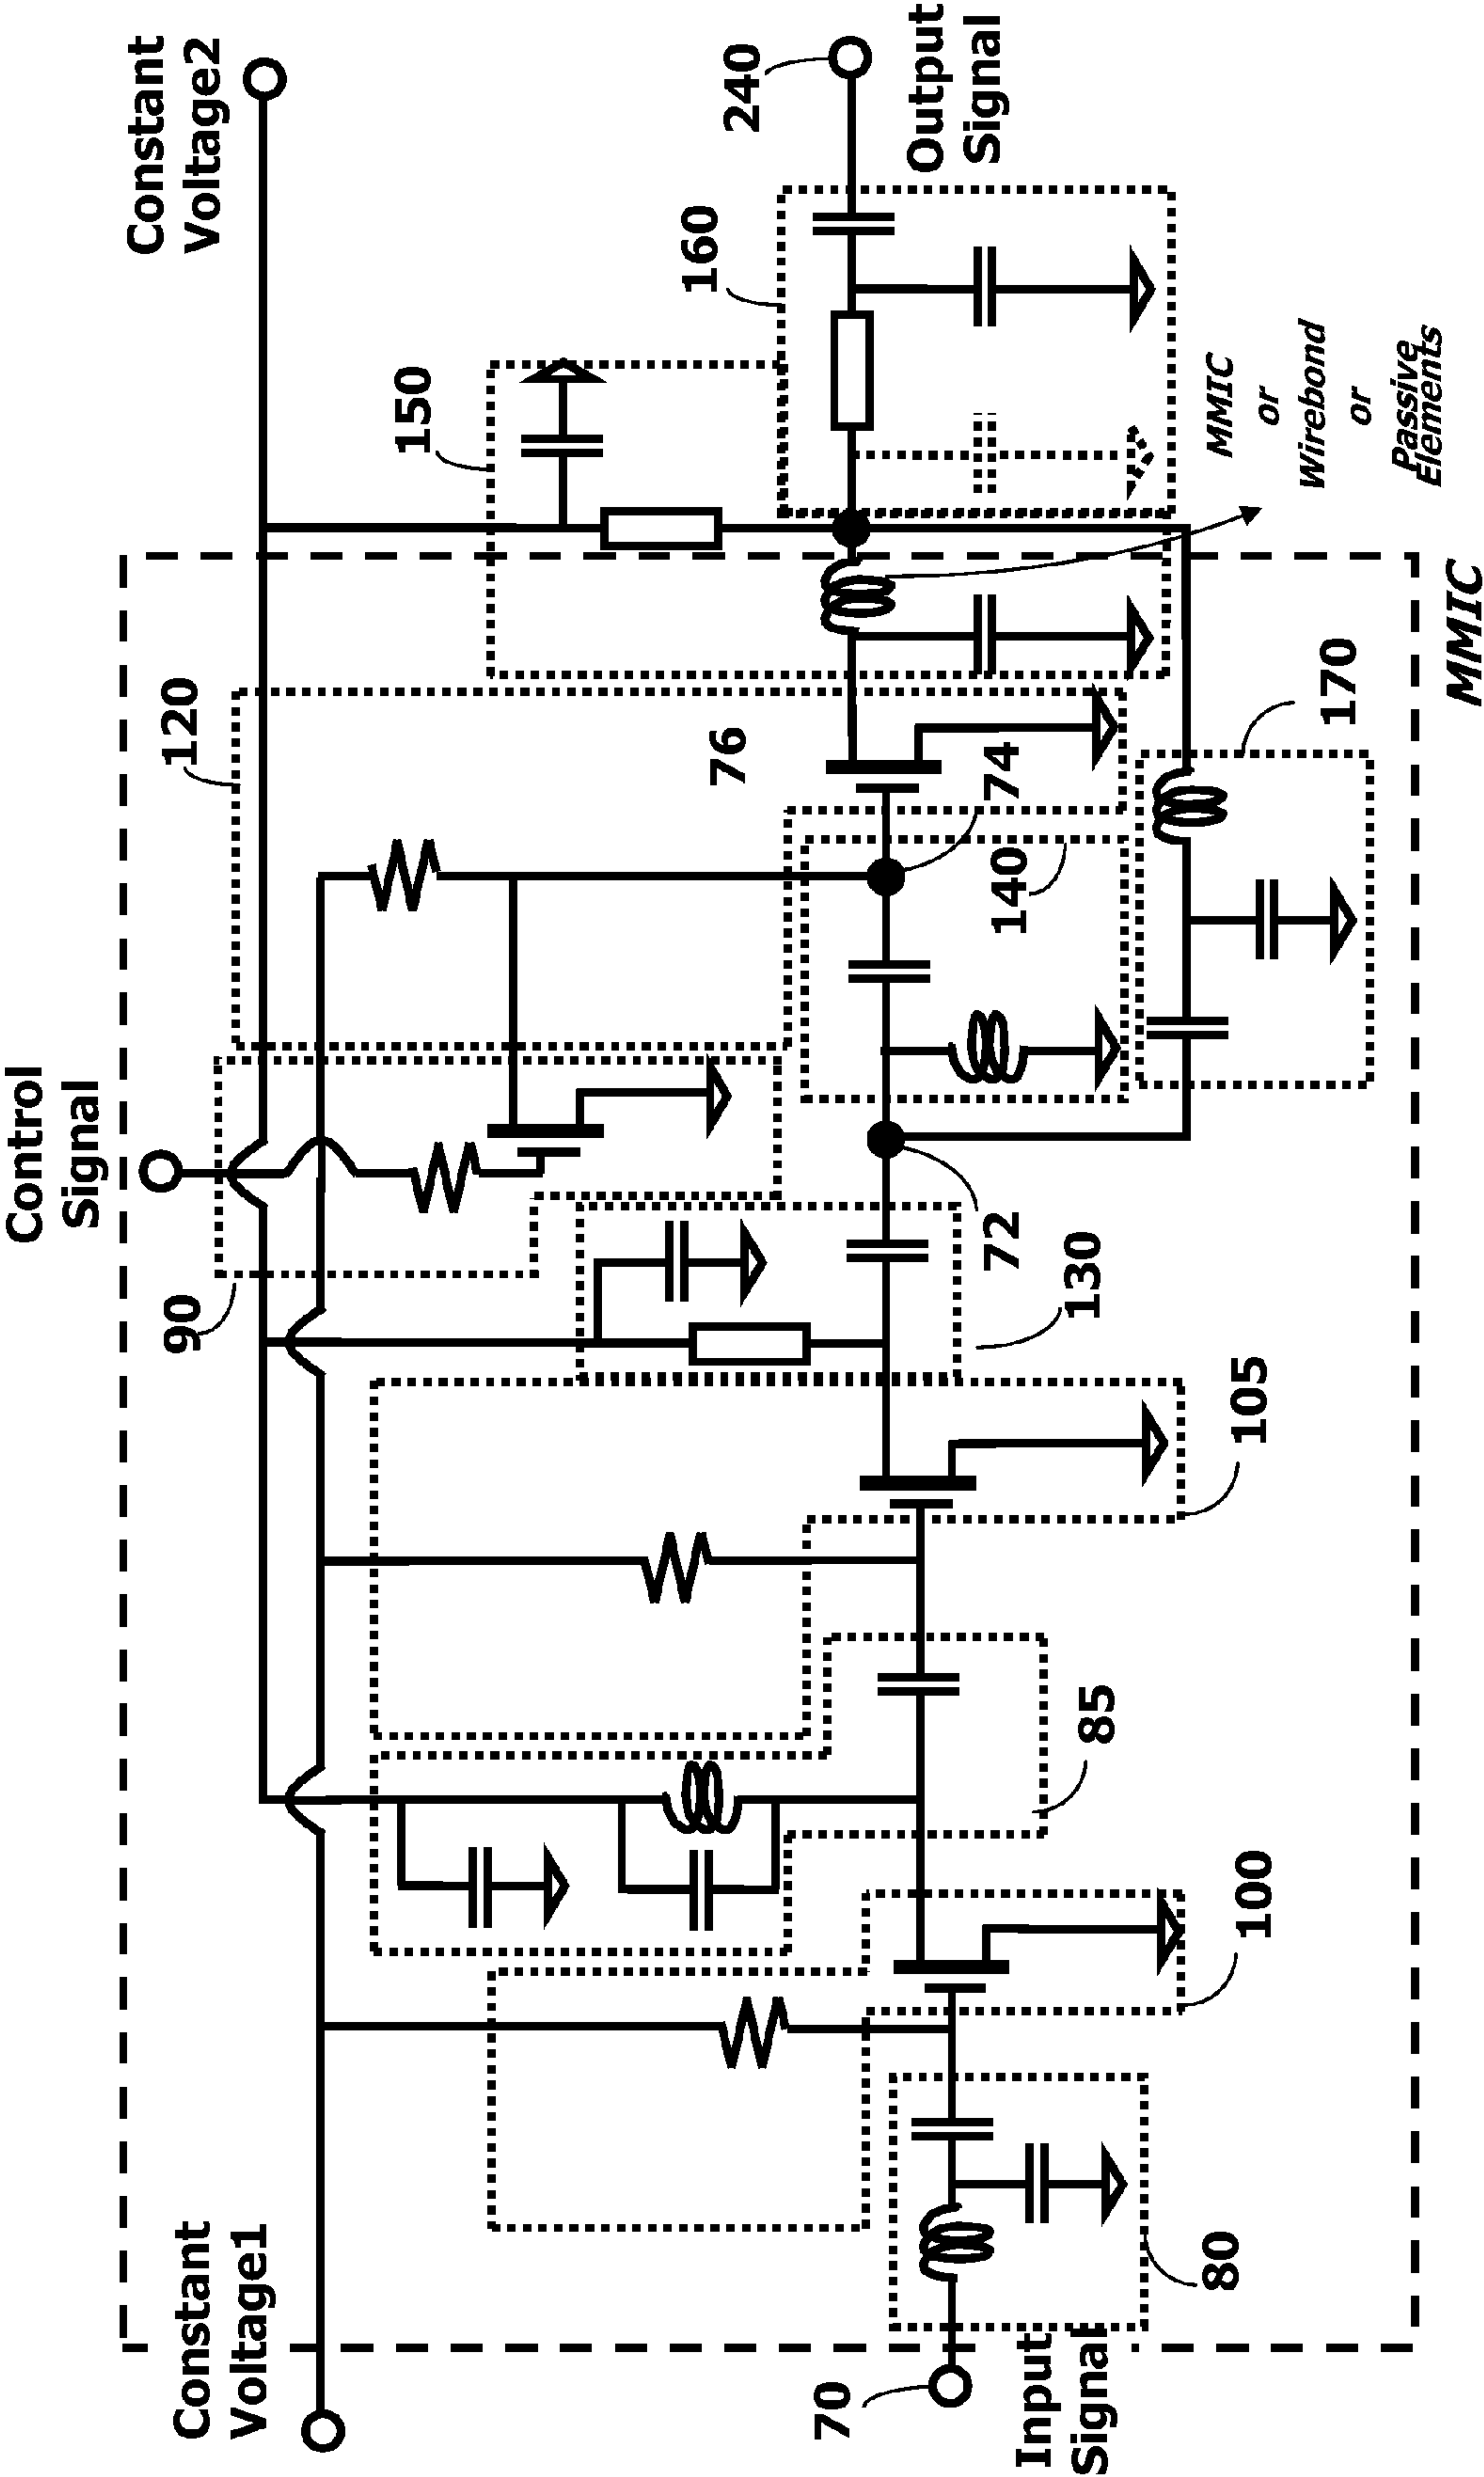 Control
Signal
Constant
Voltage1
Constant
Voltage2
90
120
150
160
240
Output
Signal
76
74
140
72
130
105
85
100
80
70
Input
Signal
170
MMIC
or
Wirebond
or
Passive
Elements
MMIC